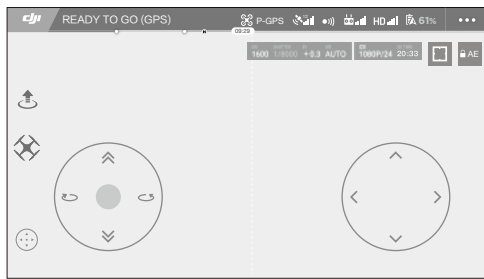 dji READY TO GO (GPS) P-GPS HD 61%
09:29
1600 1/8000 +0.3 AUTO 1080P/24 20:33 AE